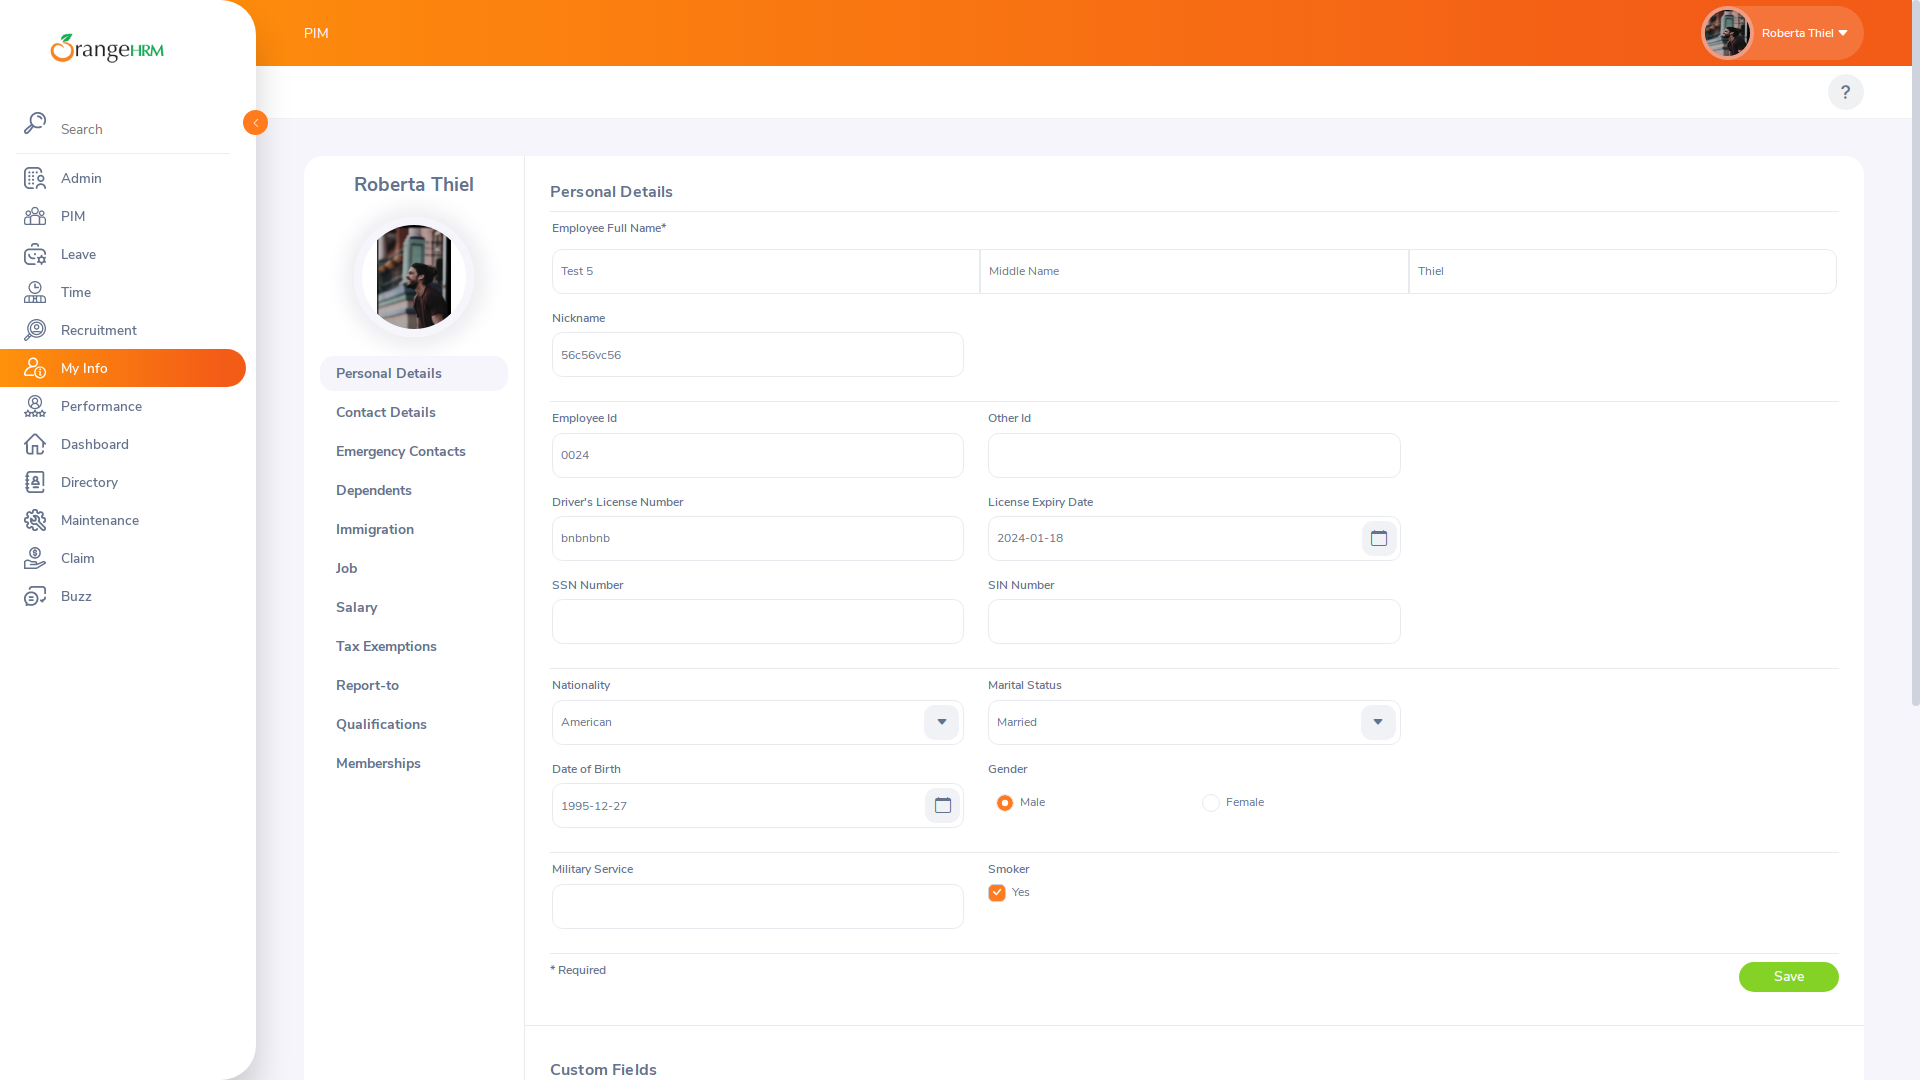 OrangeHRM
PIM
Roberta Thiel
?
Search
Admin
PIM
Leave
Time
Recruitment
My Info
Performance
Dashboard
Directory
Maintenance
Claim
Buzz
Roberta Thiel
Personal Details
Contact Details
Emergency Contacts
Dependents
Immigration
Job
Salary
Tax Exemptions
Report-to
Qualifications
Memberships
Personal Details
Employee Full Name*
Test 5 Middle Name Thiel
Nickname
56c56vc56
Employee Id Other Id
0024
Driver's License Number License Expiry Date
bnbnbnb 2024-01-18
SSN Number SIN Number
Nationality Marital Status
American Married
Date of Birth Gender
1995-12-27 Male Female
Military Service Smoker
Yes
* Required Save
Custom Fields